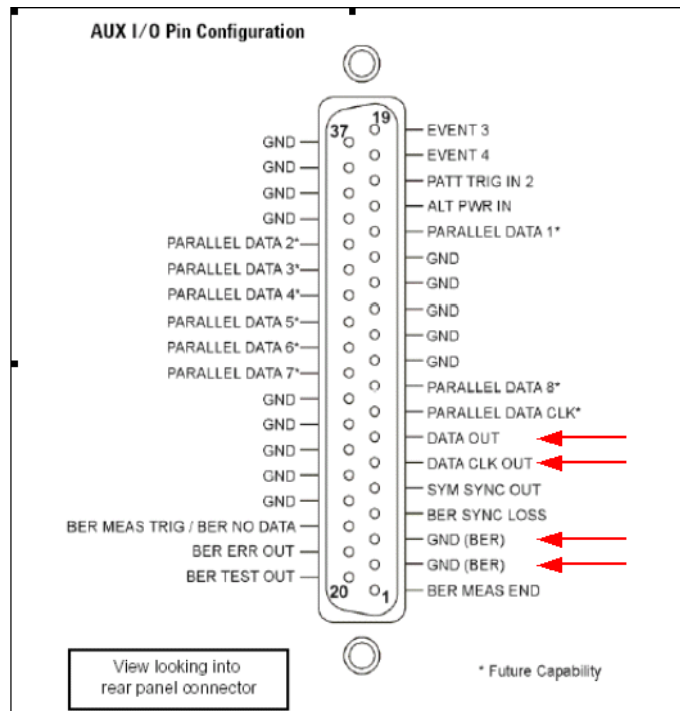 AUX I/O Pin Configuration
37
19
GND
GND
GND
GND
PARALLEL DATA 2*
PARALLEL DATA 3*
PARALLEL DATA 4*
PARALLEL DATA 5*
PARALLEL DATA 6*
PARALLEL DATA 7*
GND
GND
GND
GND
GND
BER MEAS TRIG / BER NO DATA
BER ERR OUT
BER TEST OUT
EVENT 3
EVENT 4
PATT TRIG IN 2
ALT PWR IN
PARALLEL DATA 1*
GND
GND
GND
GND
GND
PARALLEL DATA 8*
PARALLEL DATA CLK*
DATA OUT
DATA CLK OUT
SYM SYNC OUT
BER SYNC LOSS
GND (BER)
GND (BER)
BER MEAS END
20
1
View looking into
rear panel connector
* Future Capability